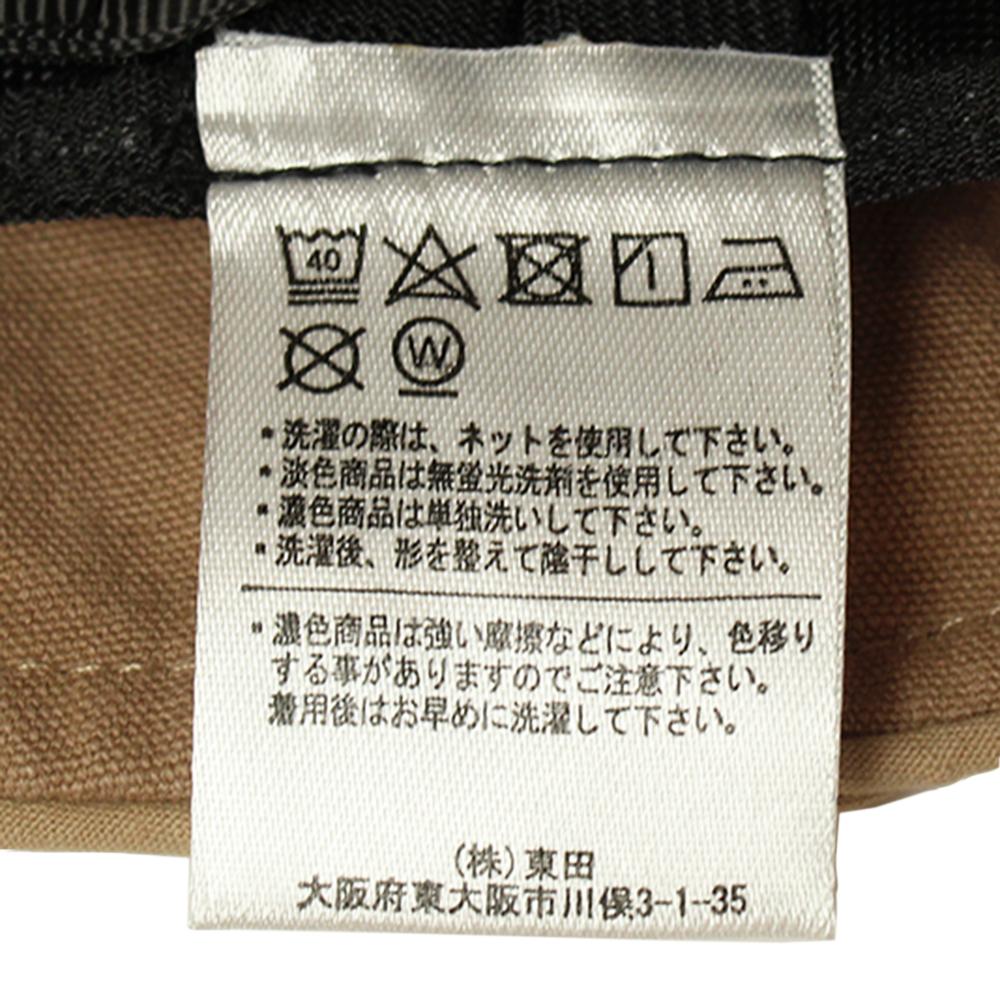 40
W
・洗濯の際は、ネットを使用して下さい。
・淡色商品は無蛍光洗剤を使用して下さい。
・濃色商品は単独洗いして下さい。
・洗濯後、形を整えて陰干しして下さい。
・濃色商品は強い摩擦などにより、色移り
する事がありますのでご注意下さい。
着用後はお早めに洗濯して下さい。
(株)東田
大阪府東大阪市川俣3-1-35